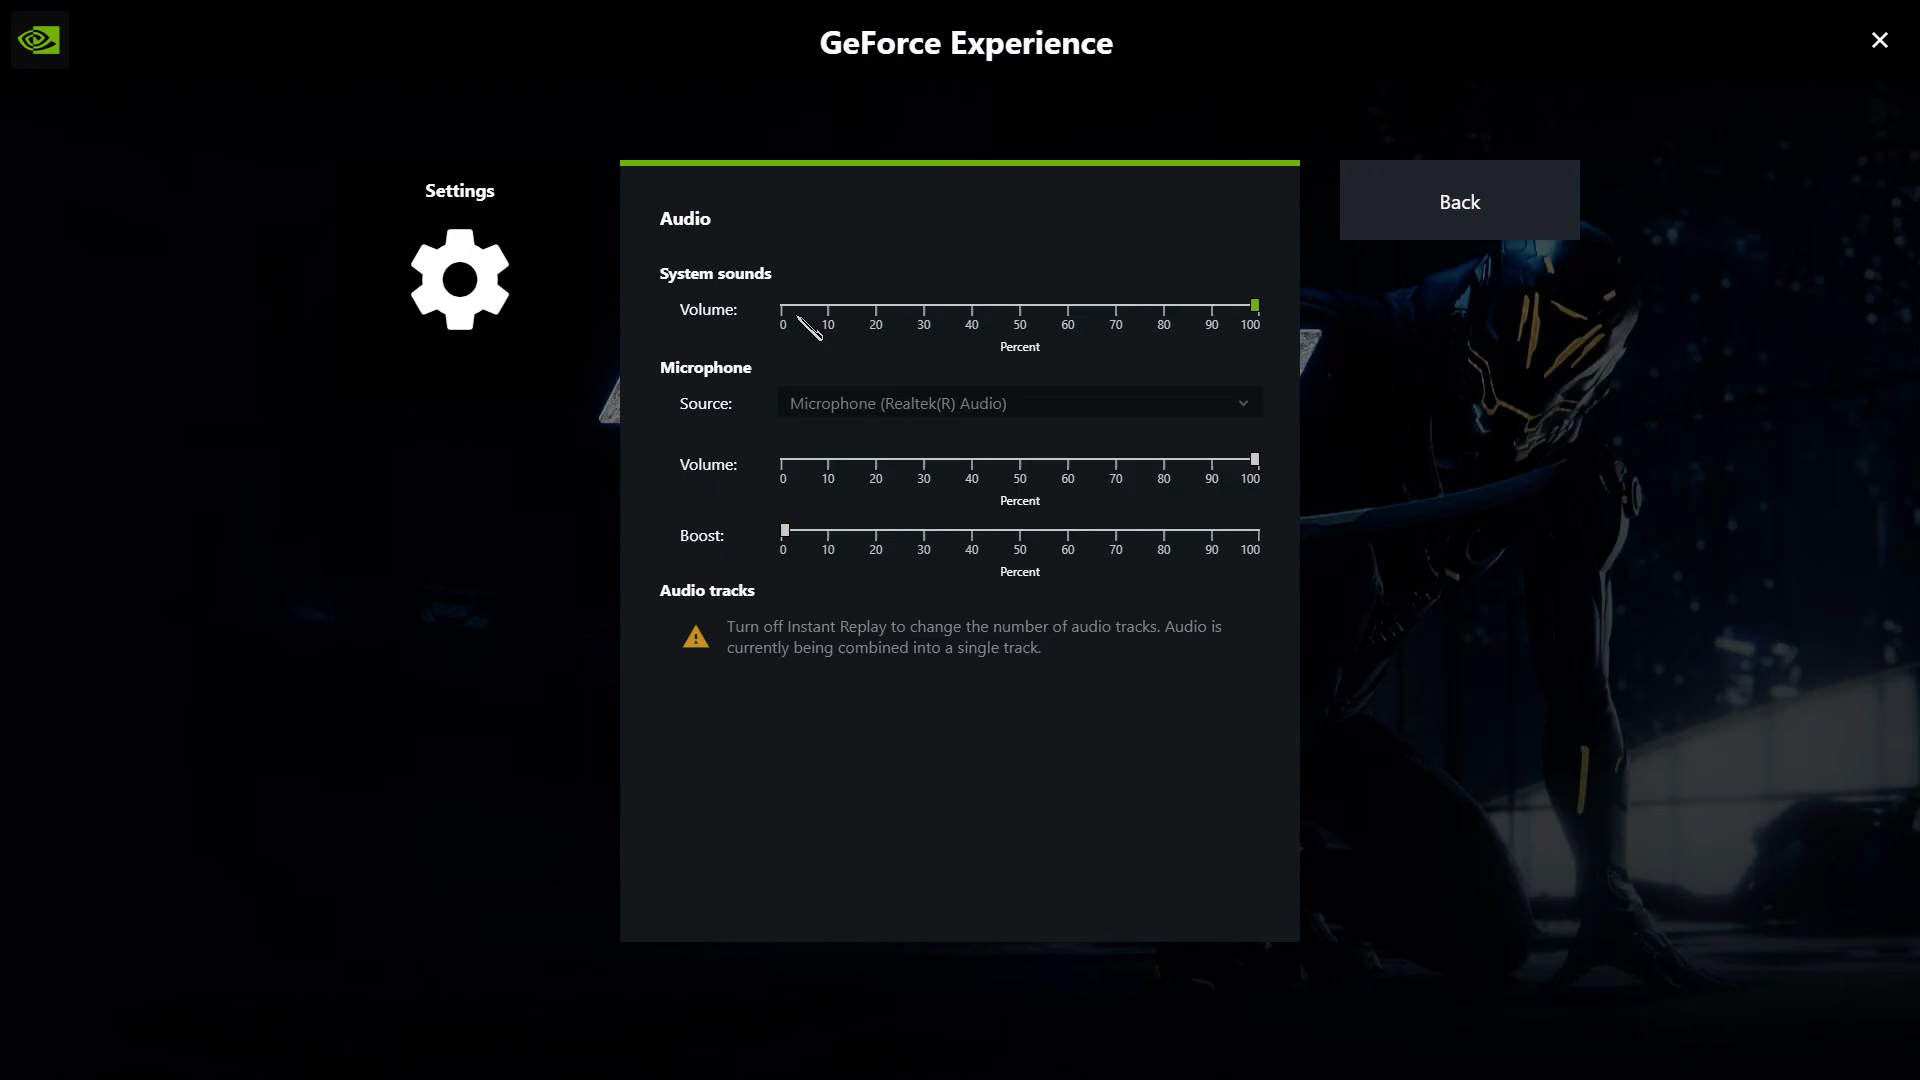 GeForce Experience
Settings
Back
Audio
System sounds
Volume:
0 10 20 30 40 50 60 70 80 90 100
Percent
Microphone
Source: Microphone (Realtek(R) Audio)
Volume:
0 10 20 30 40 50 60 70 80 90 100
Percent
Boost:
0 10 20 30 40 50 60 70 80 90 100
Percent
Audio tracks
Turn off Instant Replay to change the number of audio tracks. Audio is
currently being combined into a single track.